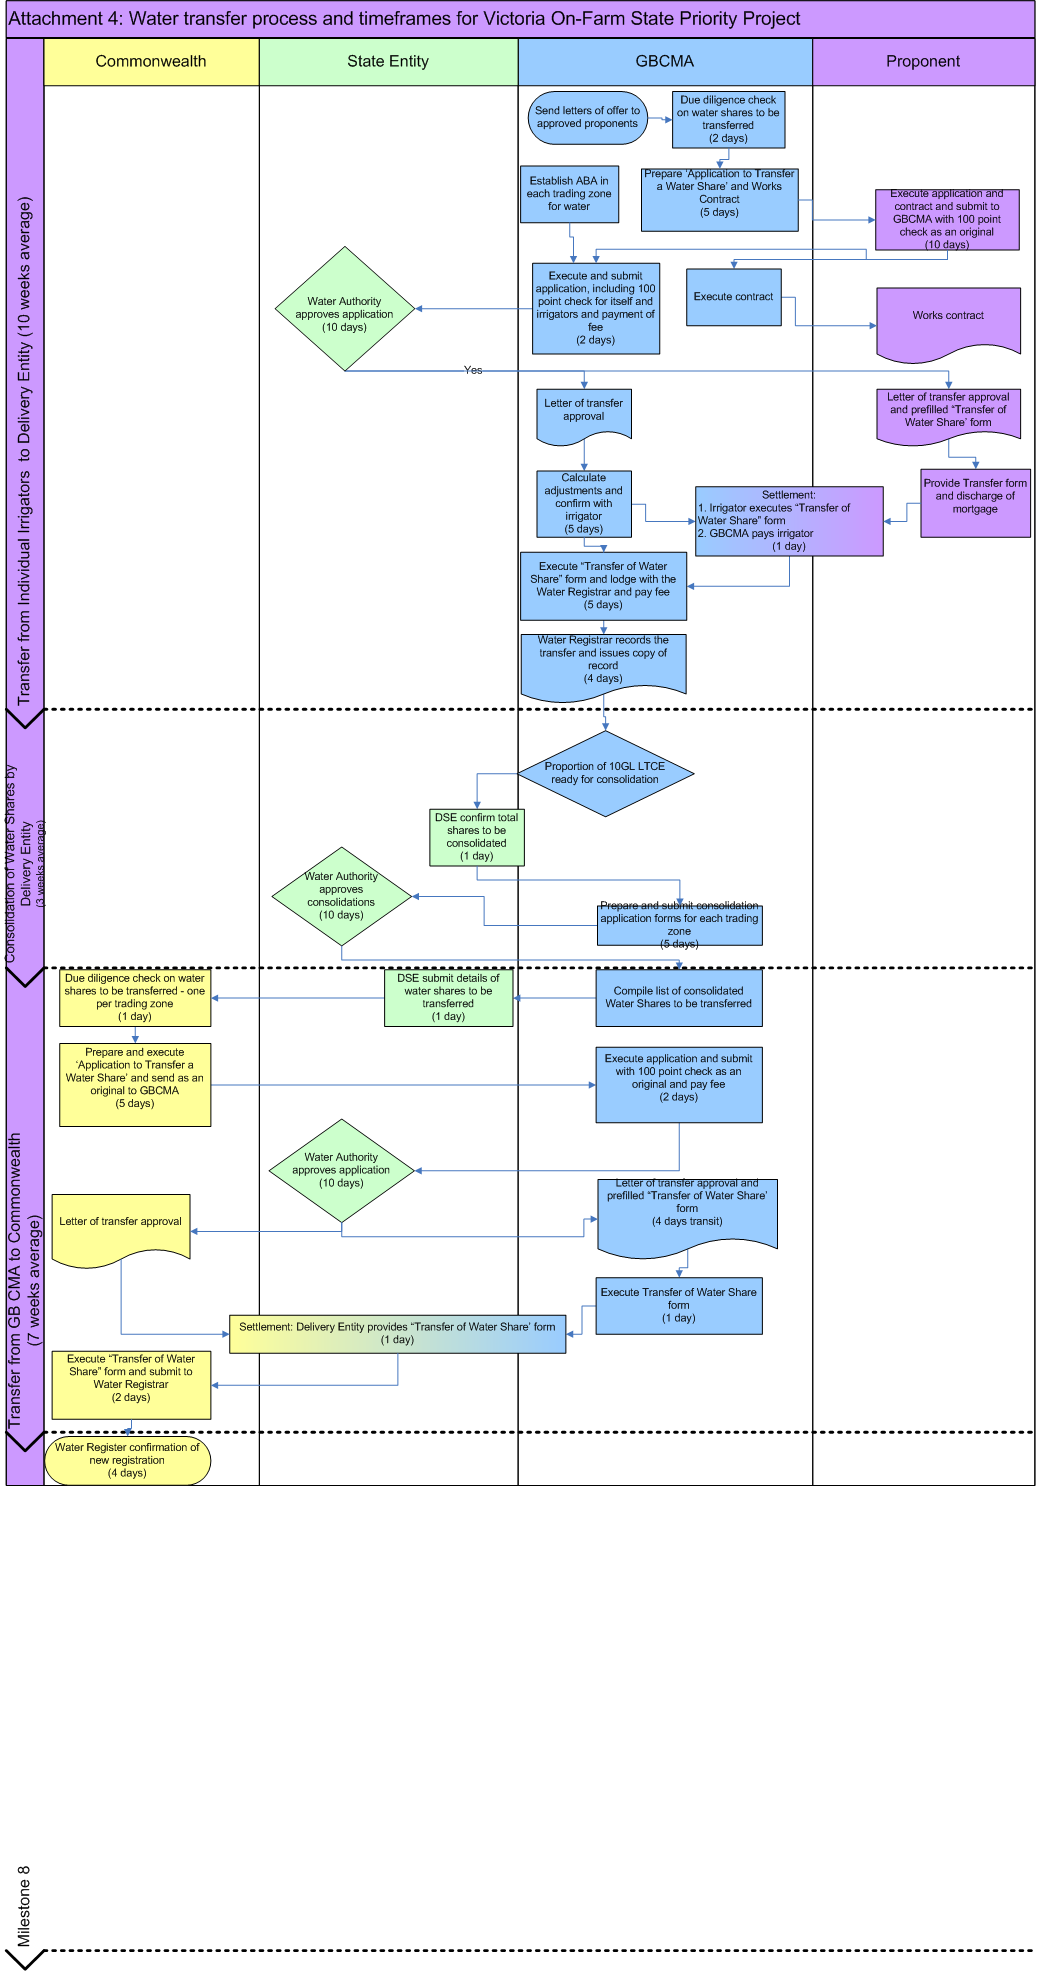 Attachment 4: Water transfer process and timeframes for Victoria On-Farm State Priority Project
Commonwealth
State Entity
GBCMA
Proponent
Transfer from Individual Irrigators to Delivery Entity (10 weeks average)
Send letters of offer to
approved proponents
Due diligence check
on water shares to be
transferred
(2 days)
Establish ABA in
each trading zone
for water
Prepare 'Application to Transfer
a Water Share' and Works
Contract
(5 days)
Execute application and
contract and submit to
GBCMA with 100 point
check as an original
(10 days)
Water Authority
approves application
(10 days)
Execute and submit
application, including 100
point check for itself and
irrigators and payment of
fee
(2 days)
Execute contract
Works contract
Yes
Letter of transfer
approval
Letter of transfer approval
and prefilled “Transfer of
Water Share' form
Calculate
adjustments and
confirm with
irrigator
(5 days)
Settlement:
1. Irrigator executes “Transfer of
Water Share” form
2. GBCMA pays irrigator
(1 day)
Provide Transfer form
and discharge of
mortgage
Execute “Transfer of Water
Share” form and lodge with the
Water Registrar and pay fee
(5 days)
Water Registrar records the
transfer and issues copy of
record
(4 days)
Consolidation of Water Shares by
Delivery Entity
(3 weeks average)
Proportion of 10GL LTCE
ready for consolidation
DSE confirm total
shares to be
consolidated
(1 day)
Water Authority
approves
consolidations
(10 days)
Prepare and submit consolidation
application forms for each trading
zone
(5 days)
Transfer from GB CMA to Commonwealth
(7 weeks average)
Due diligence check on water
shares to be transferred - one
per trading zone
(1 day)
DSE submit details of
water shares to be
transferred
(1 day)
Compile list of consolidated
Water Shares to be transferred
Prepare and execute
'Application to Transfer a
Water Share' and send as an
original to GBCMA
(5 days)
Execute application and submit
with 100 point check as an
original and pay fee
(2 days)
Water Authority
approves application
(10 days)
Letter of transfer approval
Letter of transfer approval and
prefilled “Transfer of Water Share'
form
(4 days transit)
Execute Transfer of Water Share
form
(1 day)
Settlement: Delivery Entity provides “Transfer of Water Share' form
(1 day)
Execute “Transfer of Water
Share” form and submit to
Water Registrar
(2 days)
Water Register confirmation of
new registration
(4 days)
Milestone 8